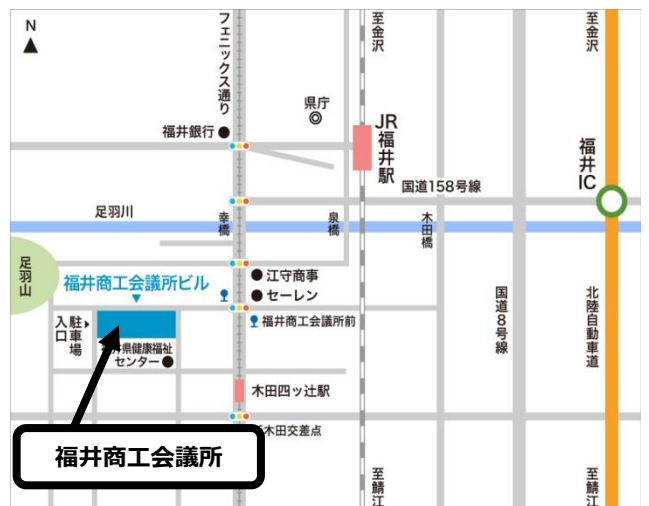 N
フェニックス通り
至金沢
至金沢
県庁
福井銀行
JR
福井駅
福井
IC
国道158号線
足羽川
幸橋
泉橋
木田橋
足羽山
江守商事
福井商工会議所ビル
セーレン
国道8号線
北陸自動車道
駐車場
入口
福井商工会議所前
福井県健康福祉
センター
木田四ッ辻駅
木田交差点
福井商工会議所
至鯖江
至鯖江